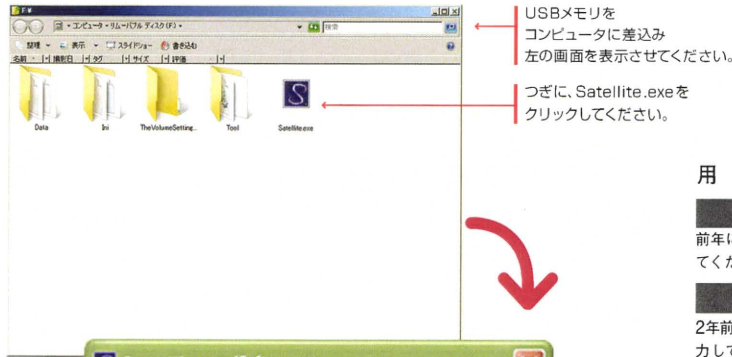 F:¥
コンピュータ • リムーバブル ディスク (F:) •
検索
整理 表示 スライドショー 書き込む
名前 撮影日 タグ サイズ 評価
Data
Ini
TheVolumeSetting...
Tool
Satellite.exe
USBメモリを
コンピュータに差込み
左の画面を表示させてください。
つぎに、Satellite.exeを
クリックしてください。
用
前年に
てくだ
2年前
力して